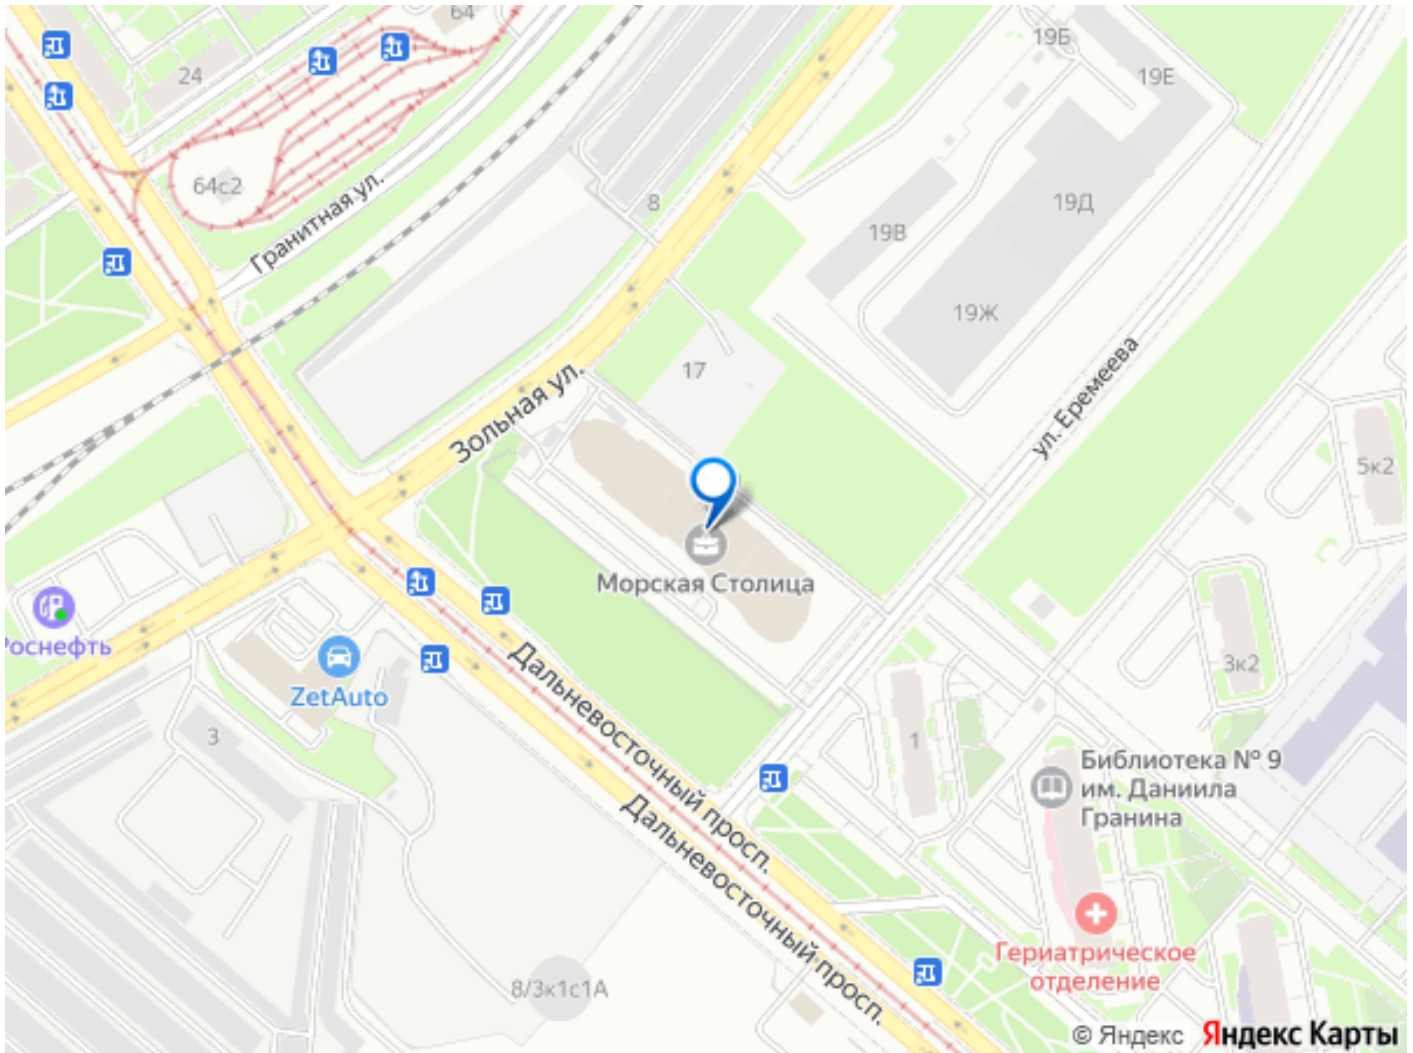 64
24
19Б
19Е
64с2
Гранитная ул.
8
19В
19Д
19Ж
17
Зольная ул.
ул. Еремеева
5к2
Морская Столица
Роснефть
ZetAuto
3
Дальневосточный просп.
Дальневосточный просп.
3к2
1
Библиотека № 9
им. Даниила
Гранина
Гериатрическое
отделение
8/3к1с1А
© Яндекс Яндекс Карты